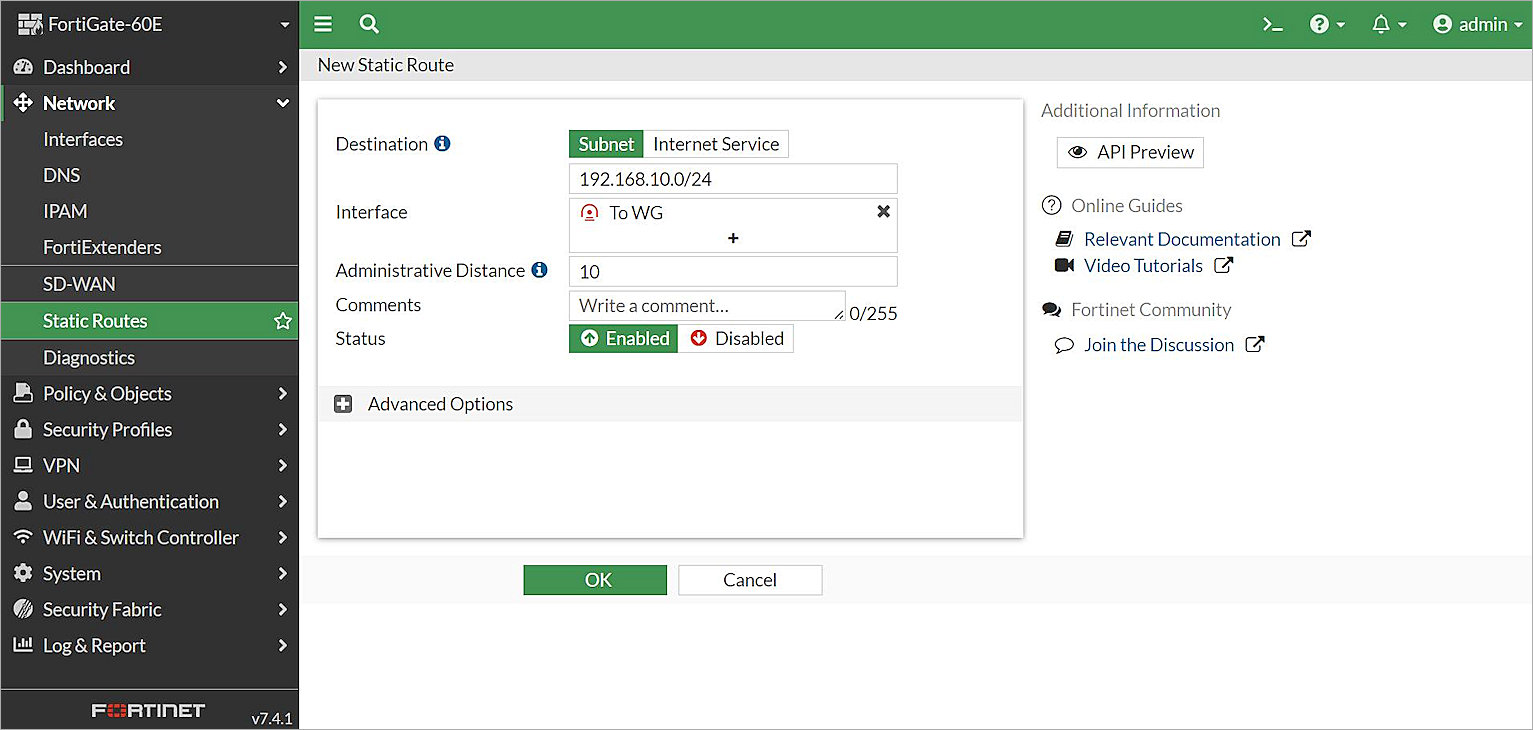 FortiGate-60E
admin
Dashboard
Network
Interfaces
DNS
IPAM
FortiExtenders
SD-WAN
Static Routes
Diagnostics
Policy & Objects
Security Profiles
VPN
User & Authentication
WiFi & Switch Controller
System
Security Fabric
Log & Report
FORTINET
v7.4.1
New Static Route
Destination
Subnet Internet Service
192.168.10.0/24
Interface
To WG
Administrative Distance
10
Comments
Write a comment...
0/255
Status
Enabled Disabled
Advanced Options
OK
Cancel
Additional Information
API Preview
Online Guides
Relevant Documentation
Video Tutorials
Fortinet Community
Join the Discussion